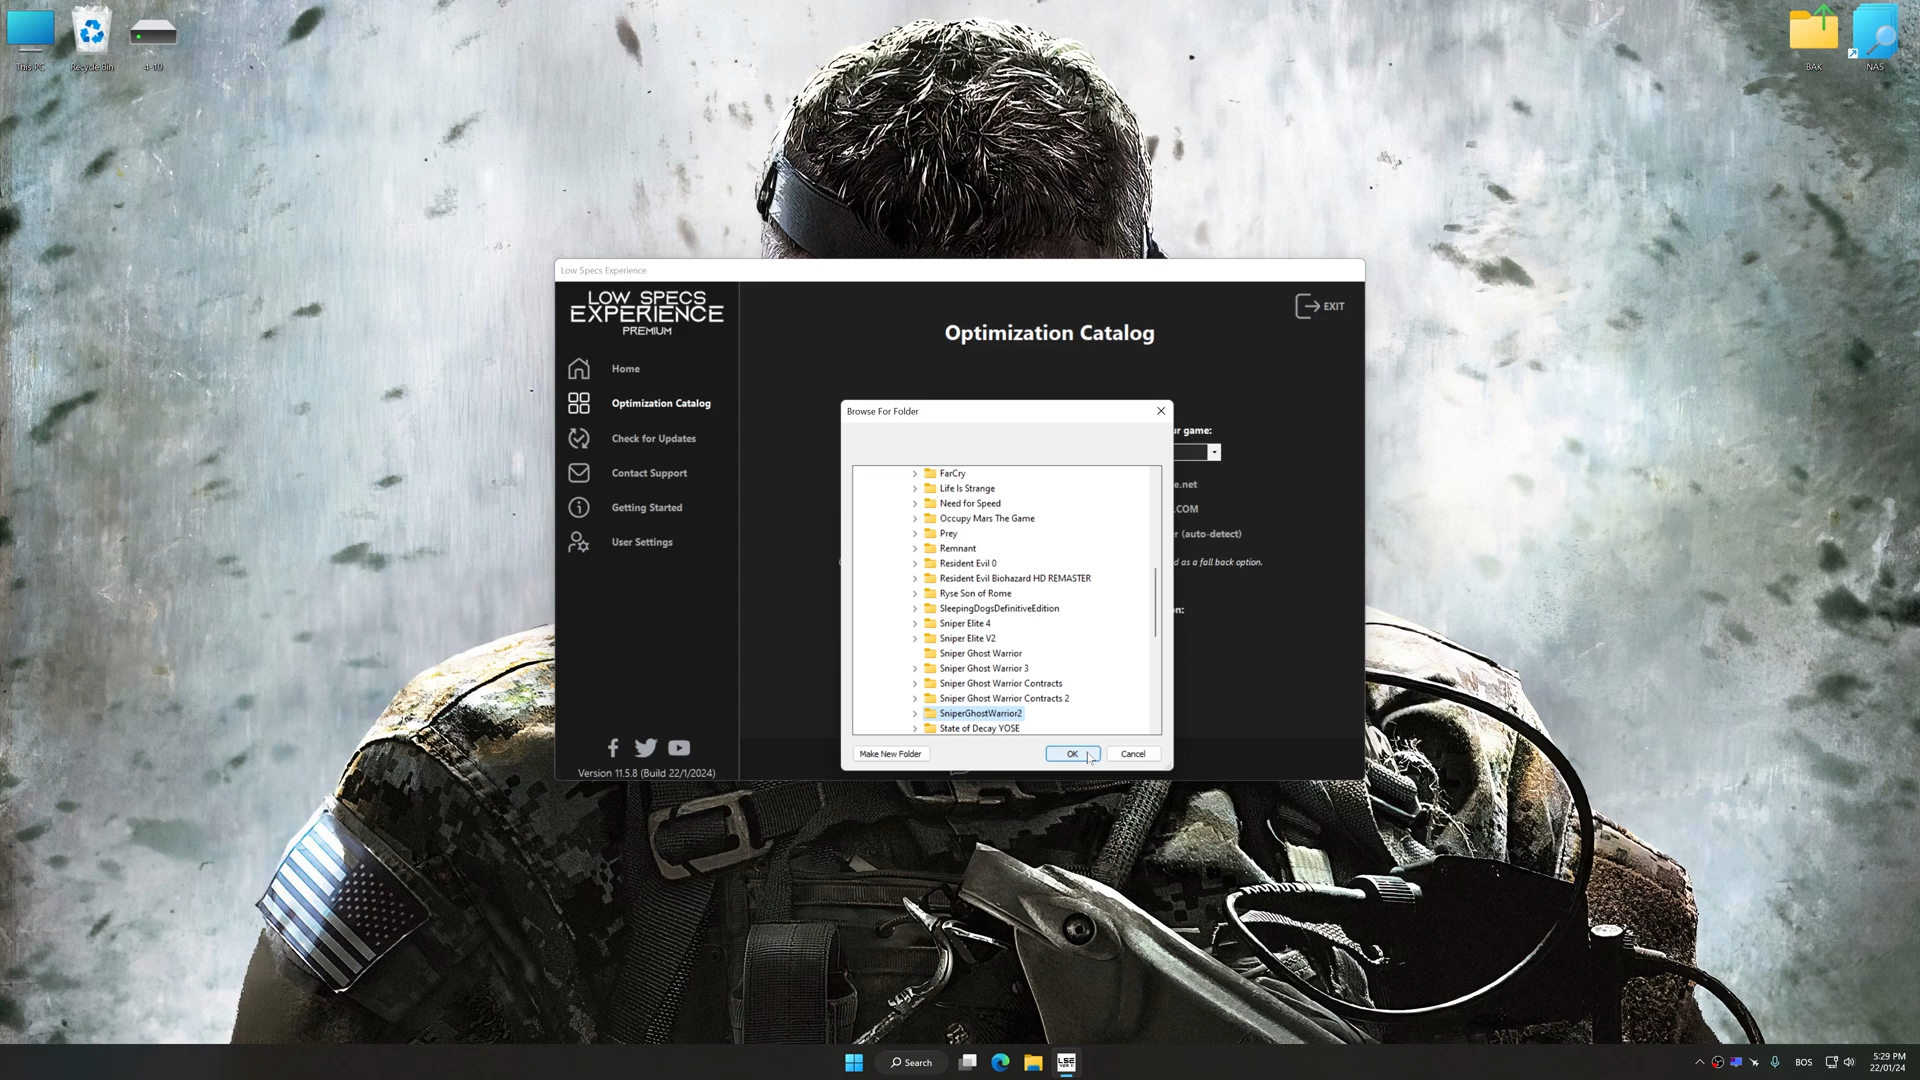 This PC
Recycle Bin
4-10
BAK
NAS
Low Specs Experience
LOW SPECS
EXPERIENCE
PREMIUM
EXIT
Optimization Catalog
Home
Optimization Catalog
Check for Updates
Contact Support
Getting Started
User Settings
Version 11.5.8 (Build 22/1/2024)
Browse For Folder
FarCry
Life Is Strange
Need for Speed
Occupy Mars The Game
Prey
Remnant
Resident Evil 0
Resident Evil Biohazard HD REMASTER
Ryse Son of Rome
SleepingDogsDefinitiveEdition
Sniper Elite 4
Sniper Elite V2
Sniper Ghost Warrior
Sniper Ghost Warrior 3
Sniper Ghost Warrior Contracts
Sniper Ghost Warrior Contracts 2
SniperGhostWarrior2
State of Decay YOSE
Make New Folder
OK
Cancel
ur game:
e.net
.COM
r (auto-detect)
d as a fall back option.
n:
Search
LSE
BOS
5:29 PM
22/01/24